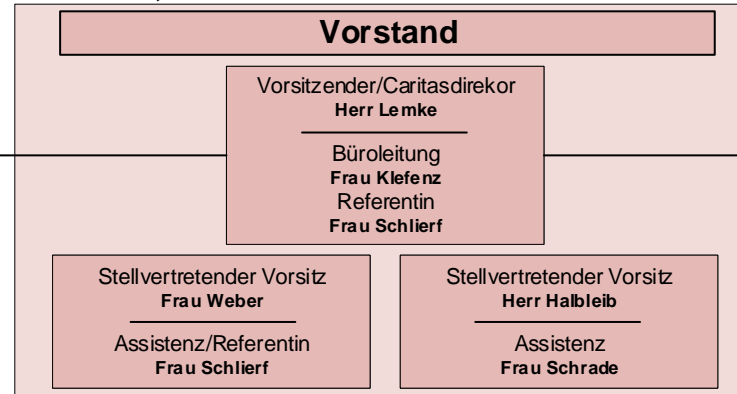 Vorstand
Vorsitzender/Caritasdirekor
Herr Lemke
Büroleitung
Frau Klefenz
Referentin
Frau Schlierf
Stellvertretender Vorsitz
Frau Weber
Assistenz/Referentin
Frau Schlierf
Stellvertretender Vorsitz
Herr Halbleib
Assistenz
Frau Schrade